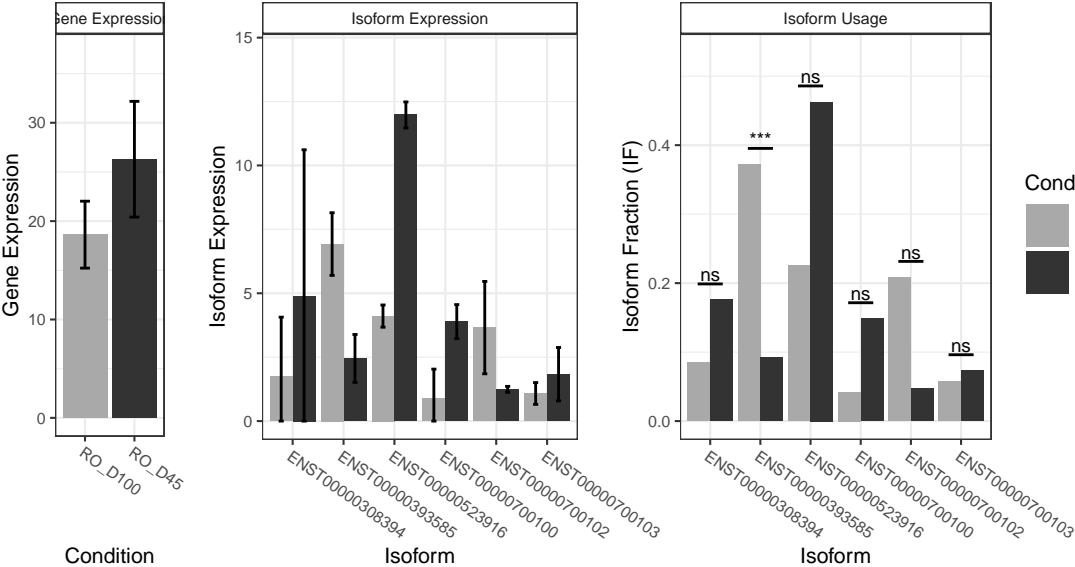 Gene Expression
Isoform Expression
Isoform Usage
Gene Expression
30
20
10
0
RO_D100
RO_D45
Condition
Isoform Expression
15
10
5
0
ENST00000308394
ENST00000393585
ENST00000523916
ENST00000700100
ENST00000700102
ENST00000700103
Isoform
Isoform Fraction (IF)
0.4
0.2
0.0
ns
***
ns
ns
ns
ns
ENST00000308394
ENST00000393585
ENST00000523916
ENST00000700100
ENST00000700102
ENST00000700103
Isoform
Cond